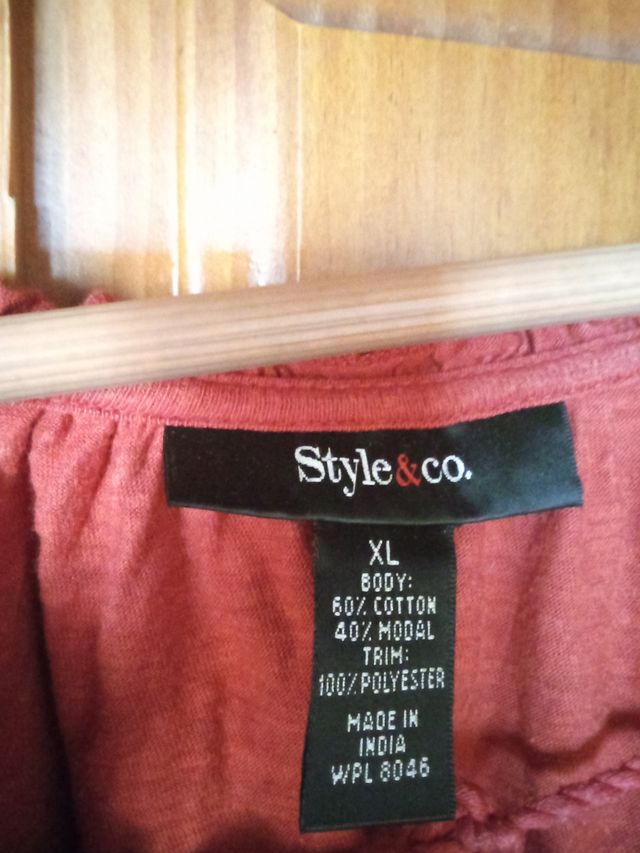 Style&co.
XL
BODY:
60% COTTON
40% MODAL
TRIM:
100% POLYESTER
MADE IN
INDIA
WPL 8046